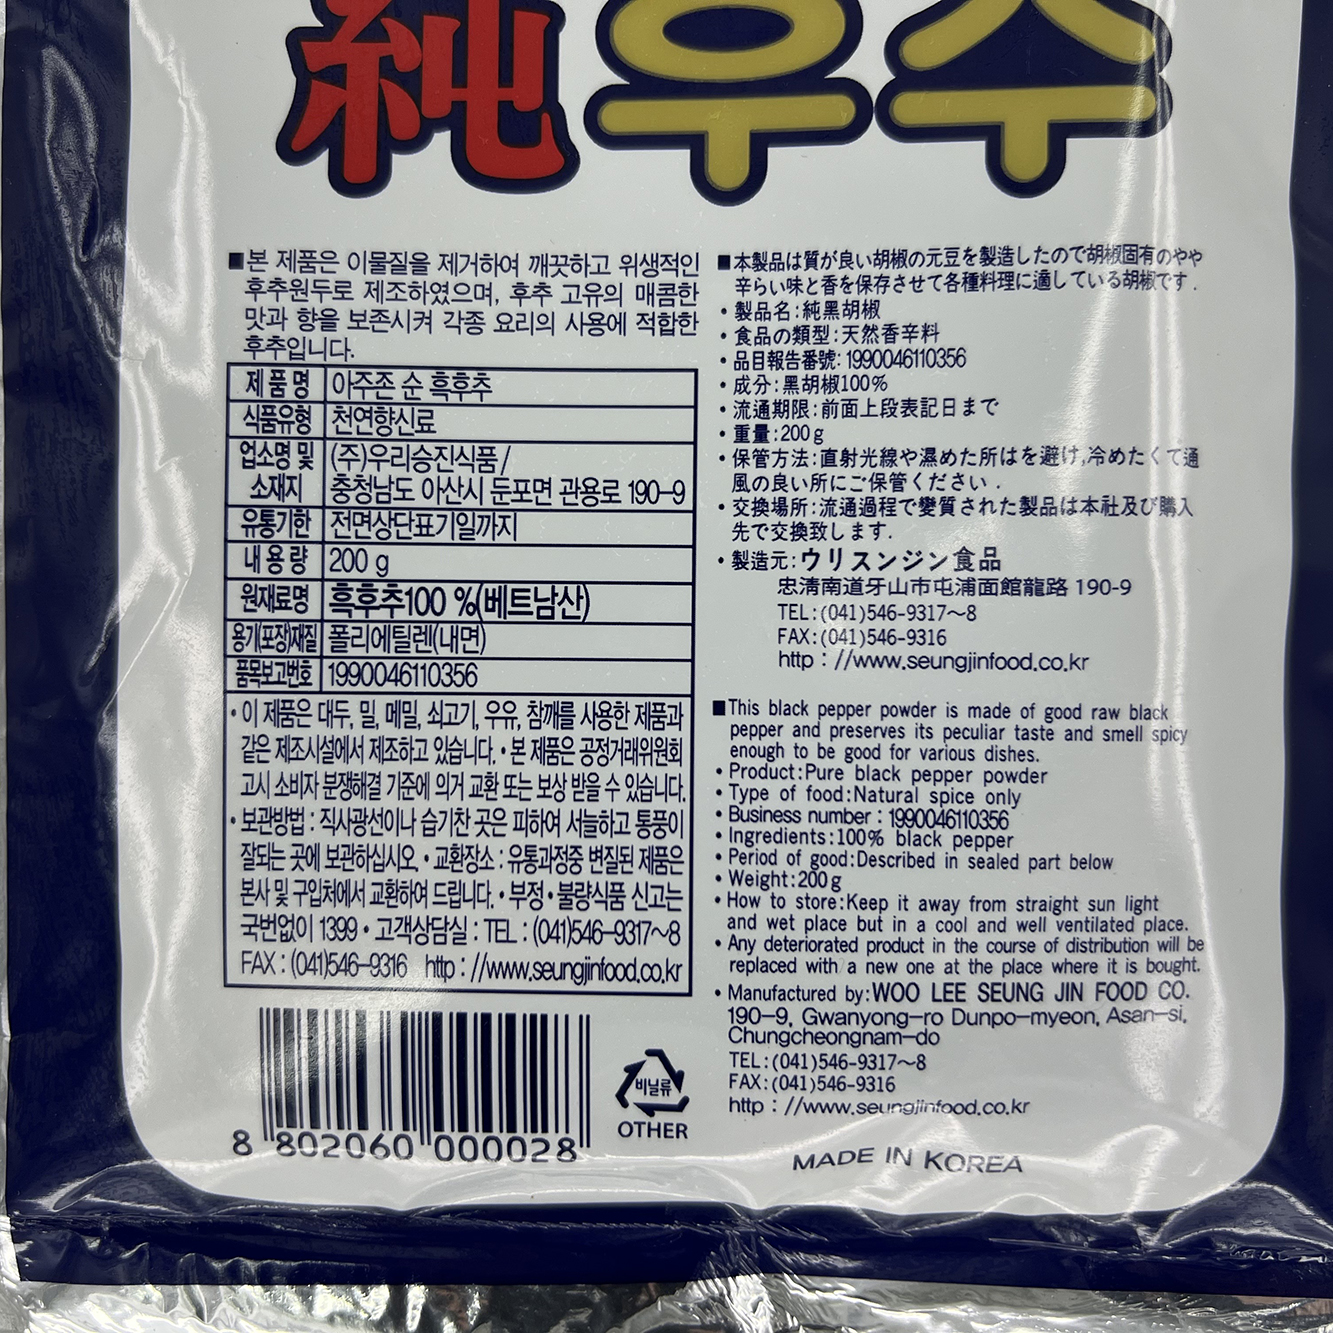 純후추
■본 제품은 이물질을 제거하여 깨끗하고 위생적인
후추원두로 제조하였으며, 후추 고유의 매콤한
맛과 향을 보존시켜 각종 요리의 사용에 적합한
후추입니다.
제 품 명 아주존 순 흑후추
식품유형 천연향신료
업소명 및 (주)우리승진식품/
소재지 충청남도 아산시 둔포면 관용로 190-9
유통기한 전면상단표기일까지
내 용 량 200 g
원재료명 흑후추100 %(베트남산)
용기(포장)재질 폴리에틸렌(내면)
품목보고번호 1990046110356
• 이 제품은 대두, 밀, 메밀, 쇠고기, 우유, 참깨를 사용한 제품과
같은 제조시설에서 제조하고 있습니다. • 본 제품은 공정거래위원회
고시 소비자 분쟁해결 기준에 의거 교환 또는 보상 받을 수 있습니다.
• 보관방법 : 직사광선이나 습기찬 곳은 피하여 서늘하고 통풍이
잘되는 곳에 보관하십시오. • 교환장소 : 유통과정중 변질된 제품은
본사 및 구입처에서 교환하여 드립니다. • 부정•불량식품 신고는
국번없이 1399 • 고객상담실 : TEL : (041)546-9317~8
FAX : (041)546-9316 http : //www.seungjinfood.co.kr
8 802060 000028
비닐류
OTHER
■本製品は質が良い胡椒の元豆を製造したので胡椒固有のやや
辛らい味と香を保存させて各種料理に適している胡椒です.
• 製品名:純黑胡椒
• 食品の類型:天然香辛料
• 品目報告番號: 1990046110356
• 成分:黑胡椒100%
• 流通期限:前面上段表記日まで
• 重量:200g
• 保管方法:直射光線や濕めた所はを避け,冷めたくて通
風の良い所にご保管ください.
• 交換場所:流通過程で變質された製品は本社及び購入
先で交換致します.
• 製造元:ウリスンジン食品
忠清南道牙山市屯浦面館龍路 190-9
TEL:(041)546-9317~8
FAX:(041)546-9316
http : //www.seungjinfood.co.kr
■This black pepper powder is made of good raw black
pepper and preserves its peculiar taste and smell spicy
enough to be good for various dishes.
• Product:Pure black pepper powder
• Type of food:Natural spice only
• Business number : 1990046110356
• Ingredients:100% black pepper
• Period of good:Described in sealed part below
• Weight:200g
• How to store:Keep it away from straight sun light
and wet place but in a cool and well ventilated place.
• Any deteriorated product in the course of distribution will be
replaced with a new one at the place where it is bought.
• Manufactured by:WOO LEE SEUNG JIN FOOD CO.
190-9, Gwanyong-ro Dunpo-myeon, Asan-si,
Chungcheongnam-do
TEL:(041)546-9317~8
FAX:(041)546-9316
http : //www.seungjinfood.co.kr
MADE IN KOREA